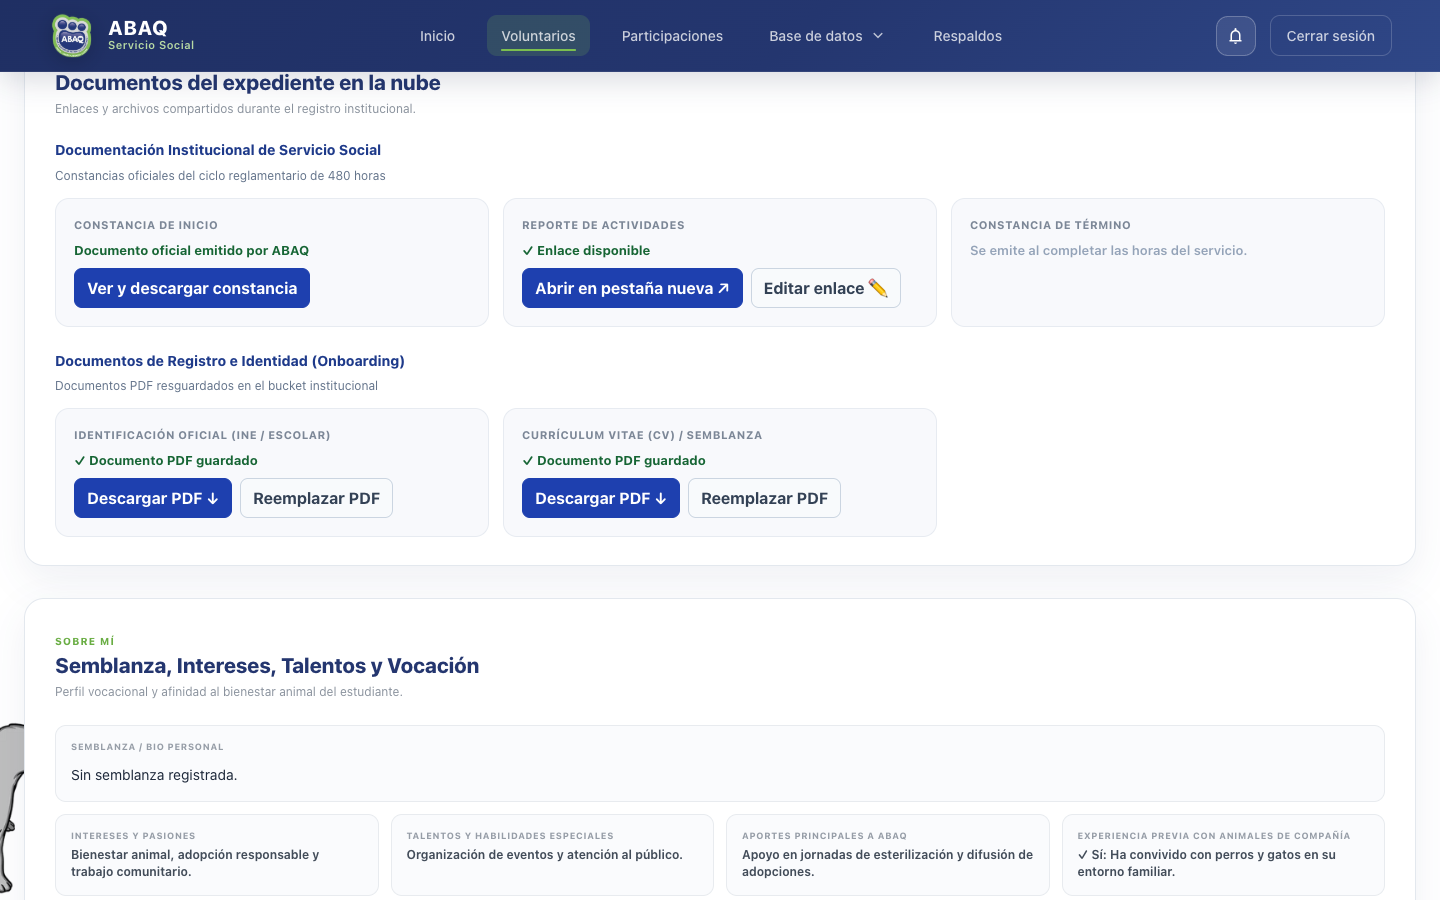 ABAQ
Servicio Social
Inicio
Voluntarios
Participaciones
Base de datos
Respaldos
Cerrar sesión
Documentos del expediente en la nube
Enlaces y archivos compartidos durante el registro institucional.
Documentación Institucional de Servicio Social
Constancias oficiales del ciclo reglamentario de 480 horas
CONSTANCIA DE INICIO
Documento oficial emitido por ABAQ
Ver y descargar constancia
REPORTE DE ACTIVIDADES
✓ Enlace disponible
Abrir en pestaña nueva ↗
Editar enlace ✏️
CONSTANCIA DE TÉRMINO
Se emite al completar las horas del servicio.
Documentos de Registro e Identidad (Onboarding)
Documentos PDF resguardados en el bucket institucional
IDENTIFICACIÓN OFICIAL (INE / ESCOLAR)
✓ Documento PDF guardado
Descargar PDF ↓
Reemplazar PDF
CURRÍCULUM VITAE (CV) / SEMBLANZA
✓ Documento PDF guardado
Descargar PDF ↓
Reemplazar PDF
SOBRE MÍ
Semblanza, Intereses, Talentos y Vocación
Perfil vocacional y afinidad al bienestar animal del estudiante.
SEMBLANZA / BIO PERSONAL
Sin semblanza registrada.
INTERESES Y PASIONES
Bienestar animal, adopción responsable y
trabajo comunitario.
TALENTOS Y HABILIDADES ESPECIALES
Organización de eventos y atención al público.
APORTES PRINCIPALES A ABAQ
Apoyo en jornadas de esterilización y difusión de
adopciones.
EXPERIENCIA PREVIA CON ANIMALES DE COMPAÑÍA
✓ Sí: Ha convivido con perros y gatos en su
entorno familiar.